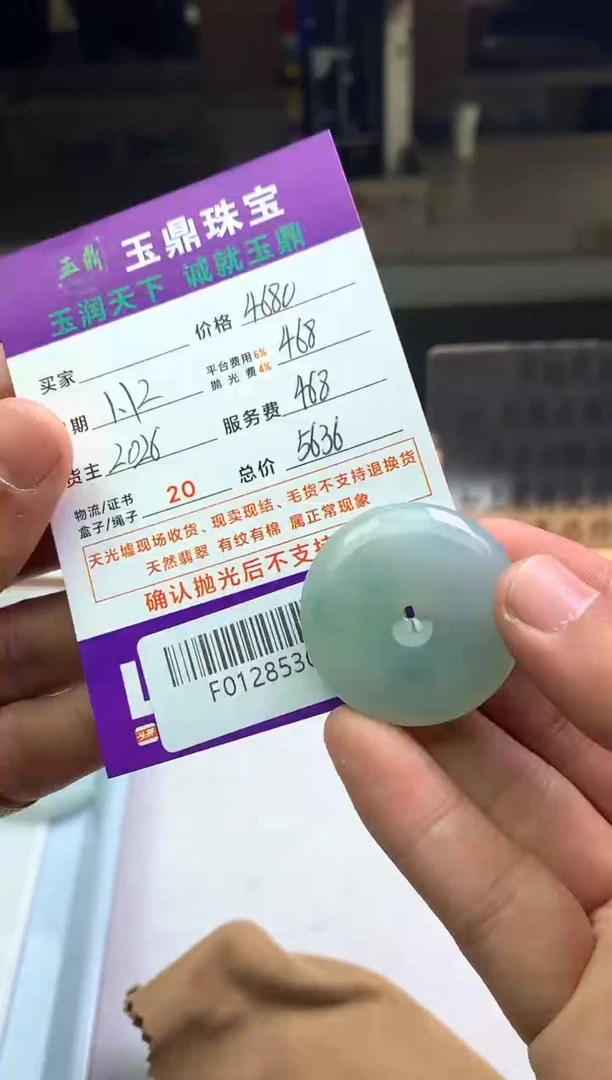 玉鼎 玉鼎珠宝
玉润天下 诚就玉鼎
买家 价格 4680
期 1.12 平台费用6% 抛光费4% 468
货主 2026 服务费 468
物流/证书 盒子/绳子 20 总价 5636
天光墟现场收货、现卖现结、毛货不支持退换货
天然翡翠 有纹有棉 属正常现象
确认抛光后不支
F012853